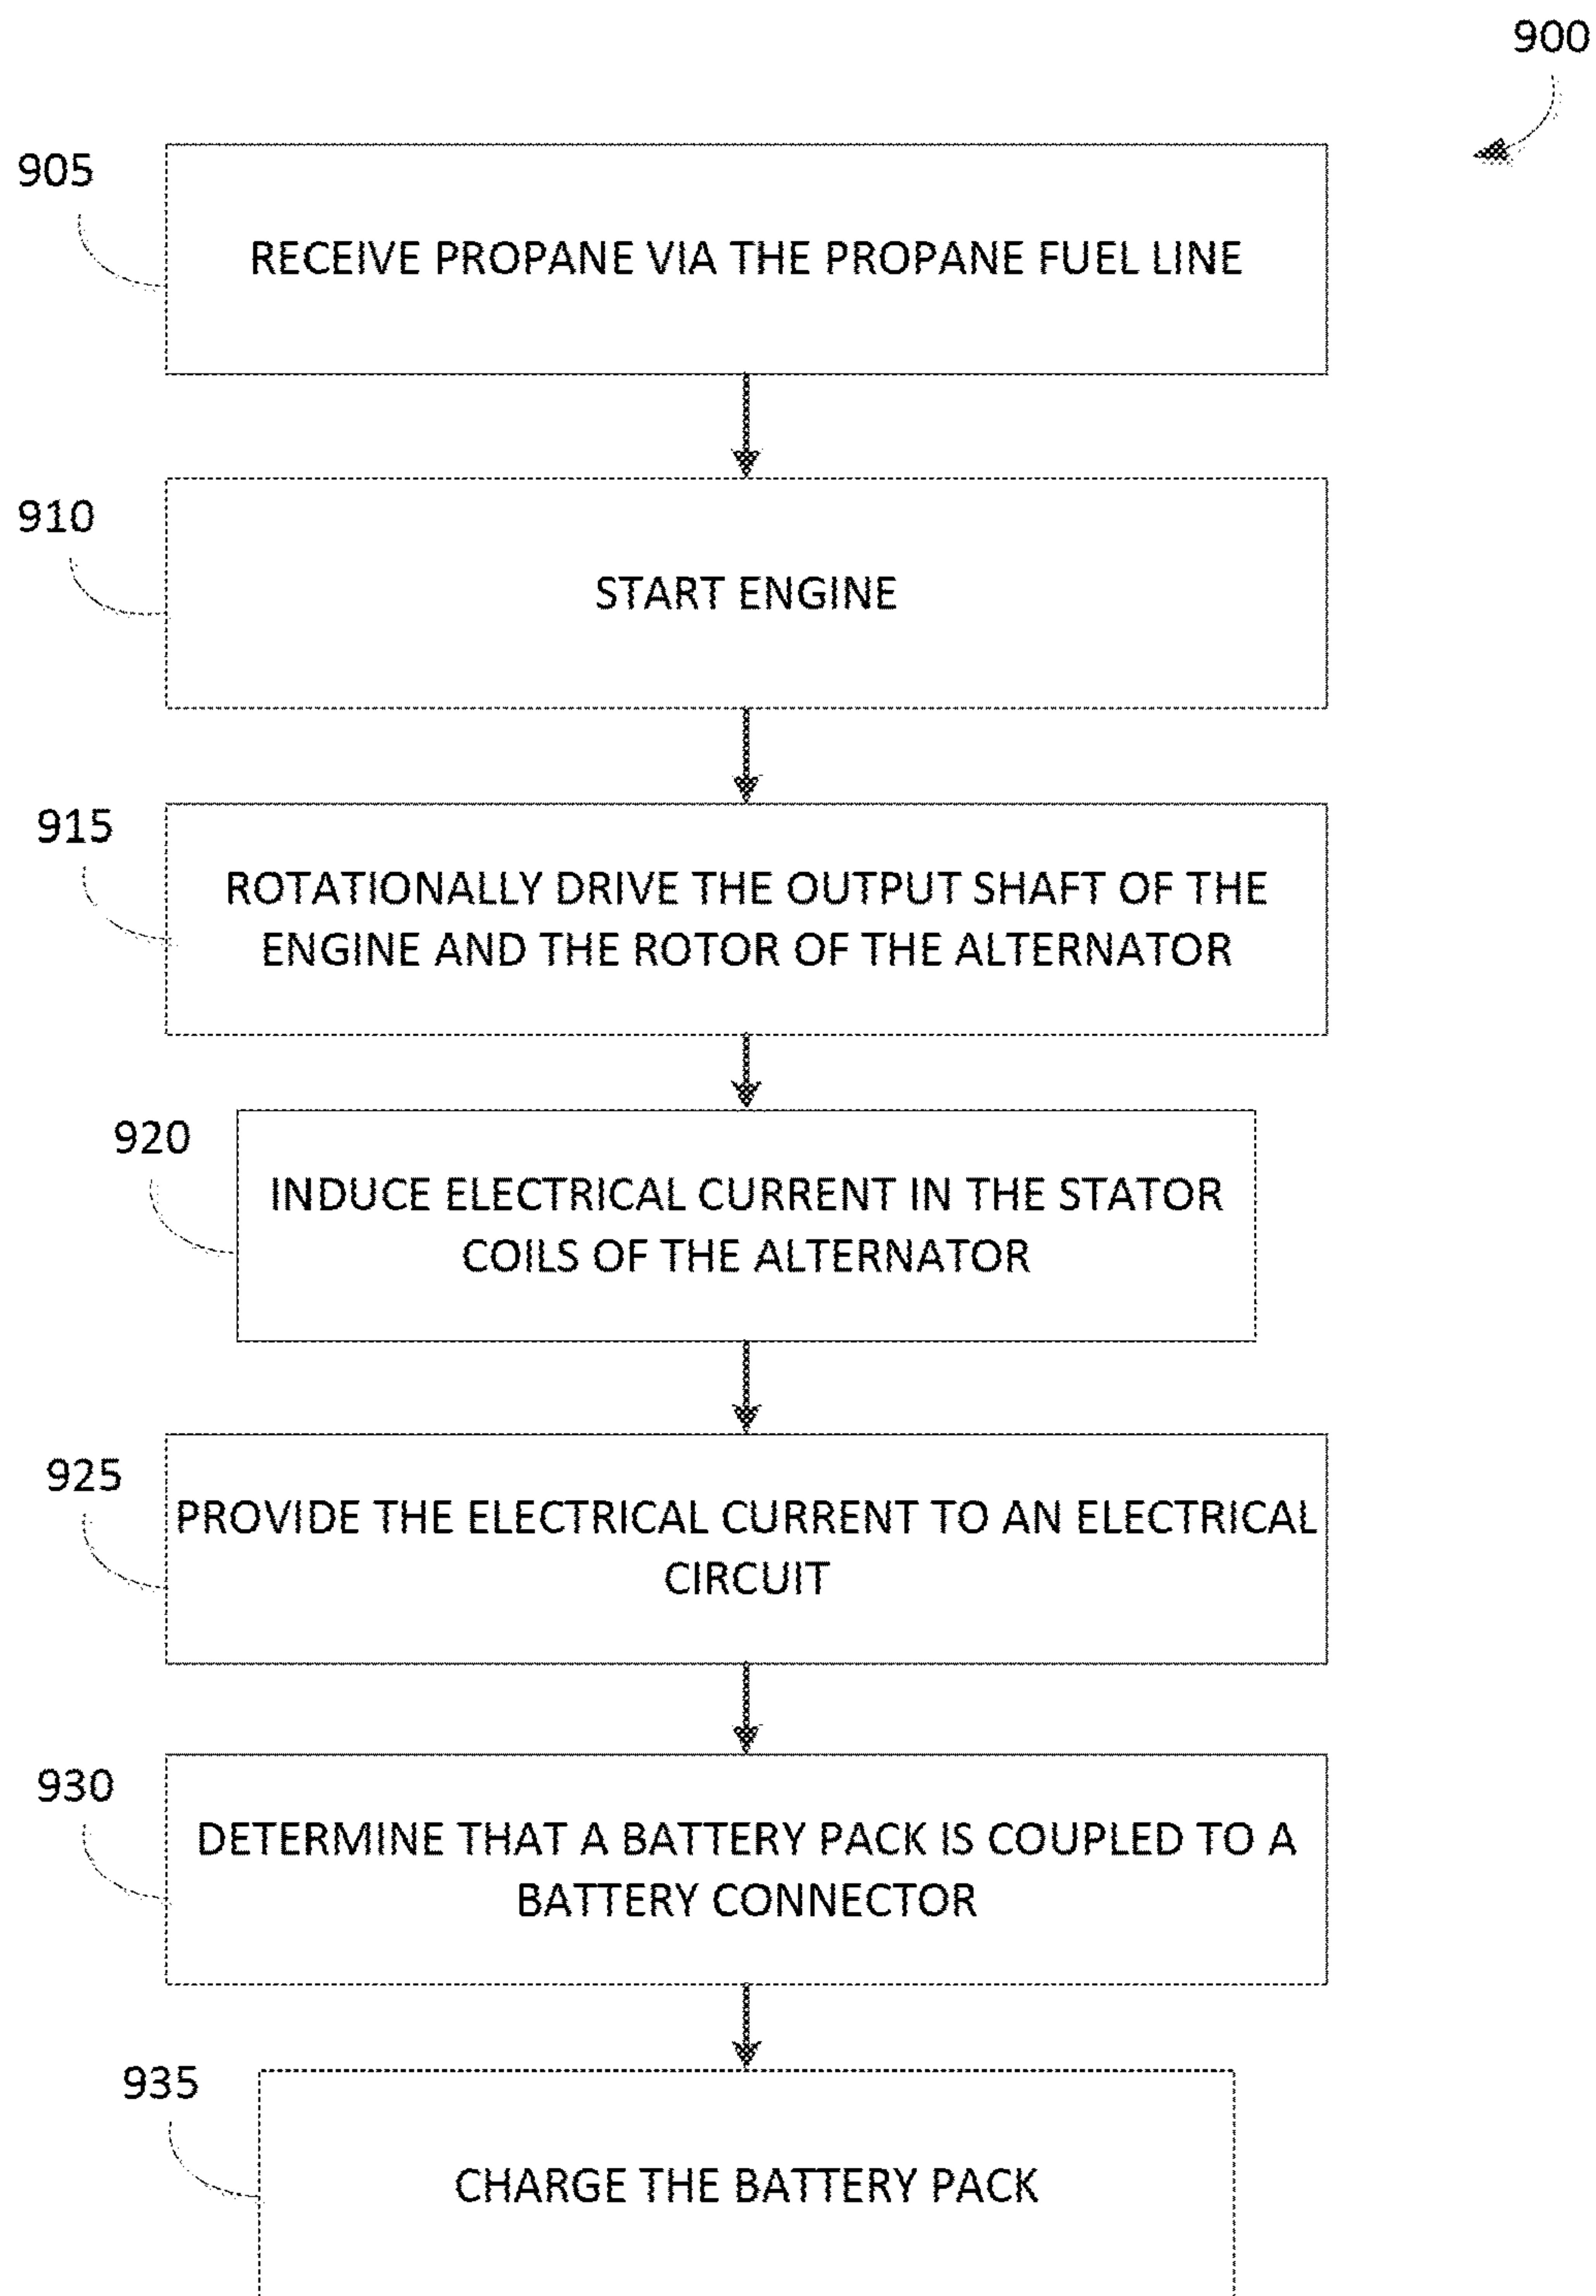 900
905
RECEIVE PROPANE VIA THE PROPANE FUEL LINE
910
START ENGINE
915
ROTATIONALLY DRIVE THE OUTPUT SHAFT OF THE
ENGINE AND THE ROTOR OF THE ALTERNATOR
920
INDUCE ELECTRICAL CURRENT IN THE STATOR
COILS OF THE ALTERNATOR
925
PROVIDE THE ELECTRICAL CURRENT TO AN ELECTRICAL
CIRCUIT
930
DETERMINE THAT A BATTERY PACK IS COUPLED TO A
BATTERY CONNECTOR
935
CHARGE THE BATTERY PACK